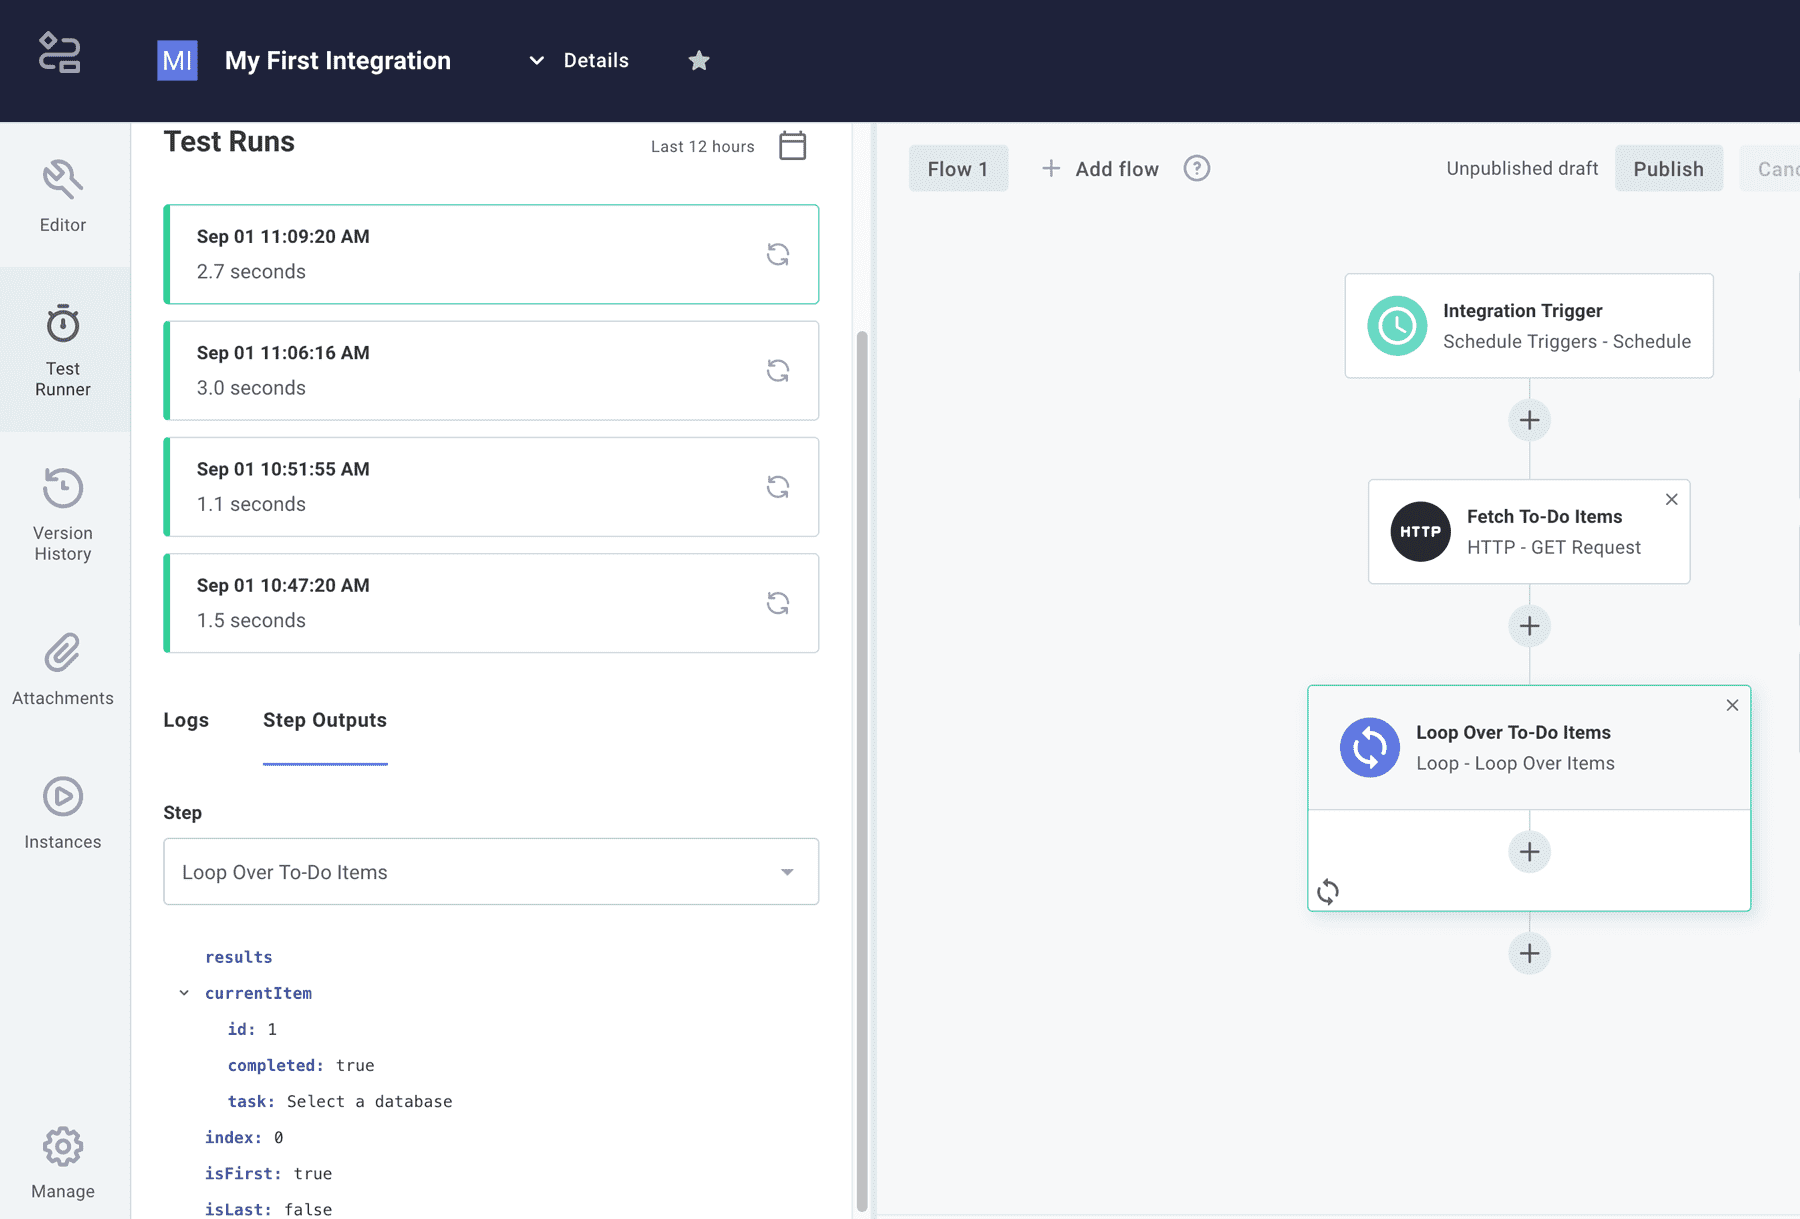 MI My First Integration Details
Editor
Test
Runner
Version
History
Attachments
Instances
Manage
Test Runs
Last 12 hours
Sep 01 11:09:20 AM
2.7 seconds
Sep 01 11:06:16 AM
3.0 seconds
Sep 01 10:51:55 AM
1.1 seconds
Sep 01 10:47:20 AM
1.5 seconds
Logs Step Outputs
Step
Loop Over To-Do Items
results
currentItem
id: 1
completed: true
task: Select a database
index: 0
isFirst: true
isLast: false
Flow 1 + Add flow ? Unpublished draft Publish Canc
Integration Trigger
Schedule Triggers - Schedule
HTTP
Fetch To-Do Items
HTTP - GET Request
Loop Over To-Do Items
Loop - Loop Over Items